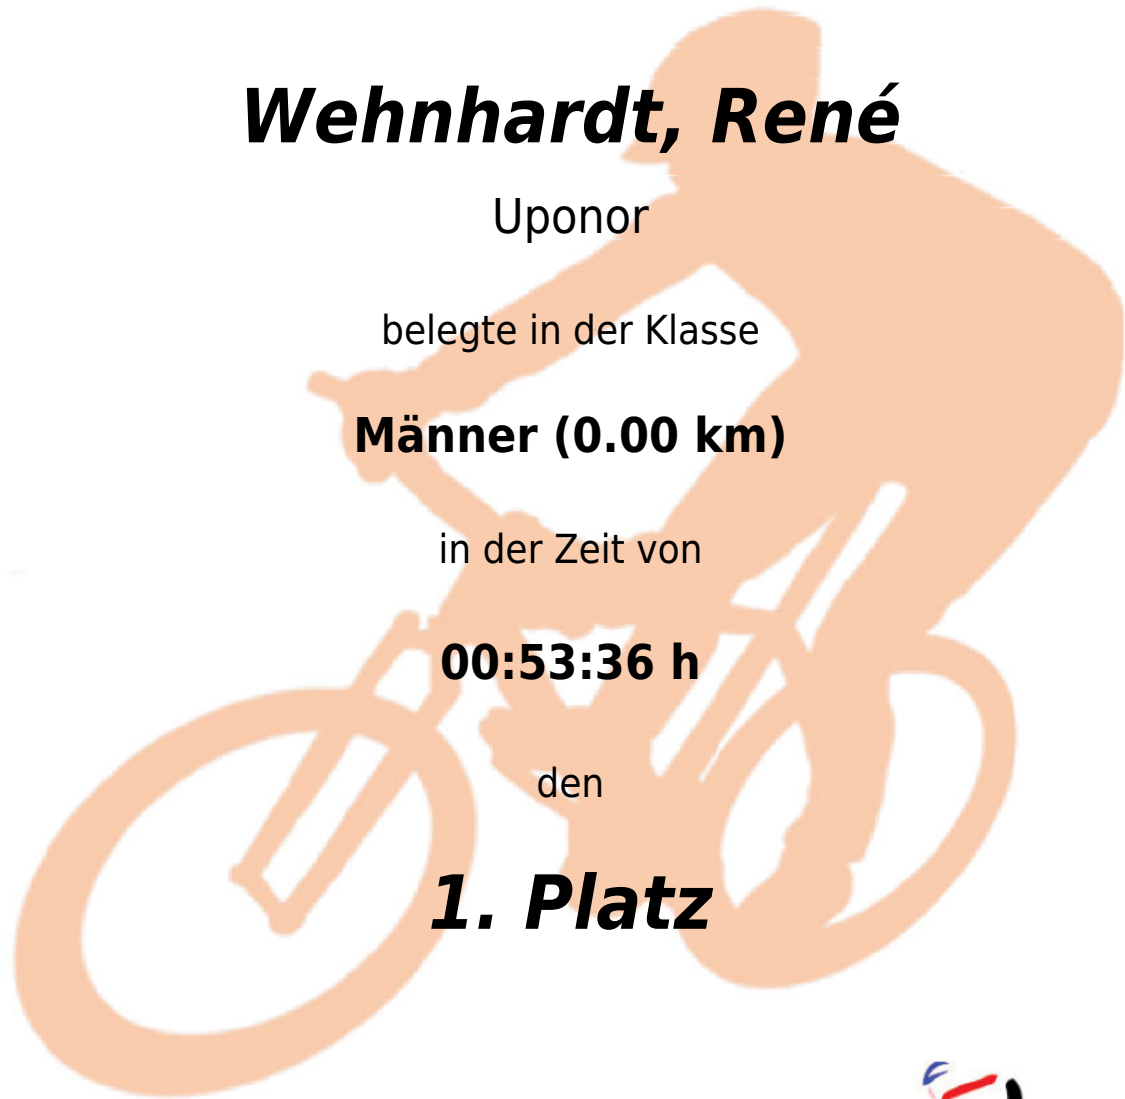 Wehnhardt, René
Uponor
belegte in der Klasse
Männer (0.00 km)
in der Zeit von
00:53:36 h
den
1. Platz